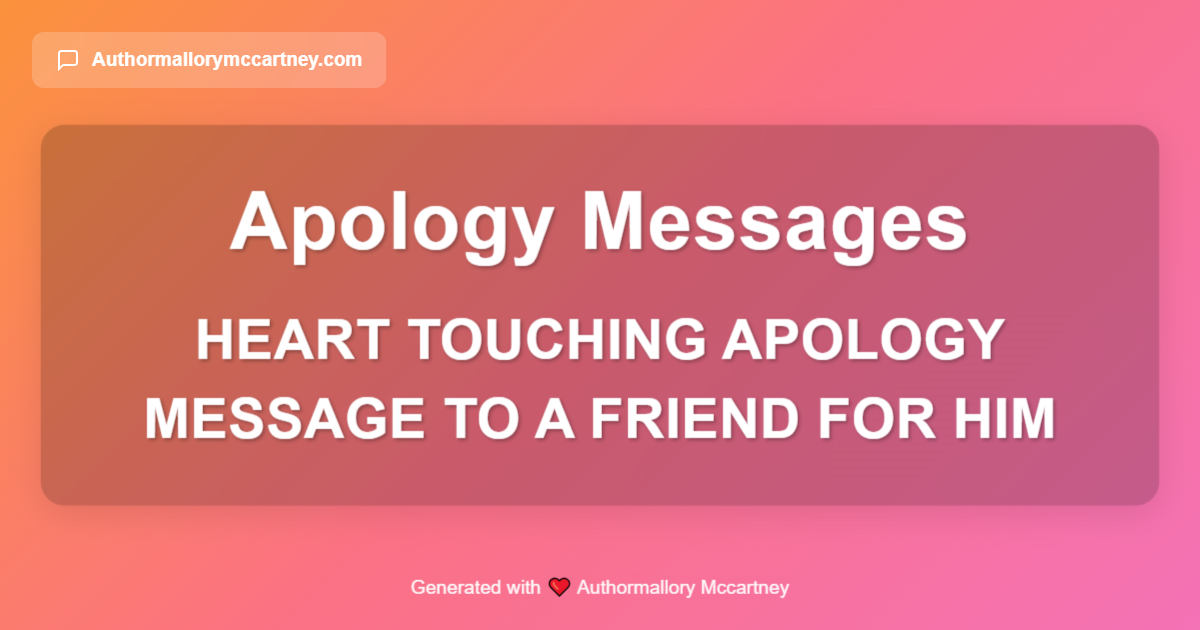 Authormallorymccartney.com
Apology Messages
HEART TOUCHING APOLOGY
MESSAGE TO A FRIEND FOR HIM
Generated with ❤️ Authormallory Mccartney